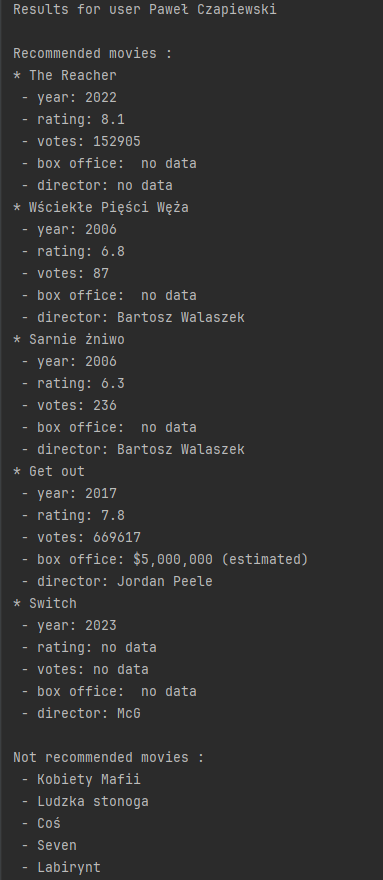 Results for user Paweł Czapiewski

Recommended movies :
* The Reacher
 - year: 2022
 - rating: 8.1
 - votes: 152905
 - box office:  no data
 - director: no data
* Wściekłe Pięści Węża
 - year: 2006
 - rating: 6.8
 - votes: 87
 - box office:  no data
 - director: Bartosz Walaszek
* Sarnie żniwo
 - year: 2006
 - rating: 6.3
 - votes: 236
 - box office:  no data
 - director: Bartosz Walaszek
* Get out
 - year: 2017
 - rating: 7.8
 - votes: 669617
 - box office: $5,000,000 (estimated)
 - director: Jordan Peele
* Switch
 - year: 2023
 - rating: no data
 - votes: no data
 - box office:  no data
 - director: McG

Not recommended movies :
 - Kobiety Mafii
 - Ludzka stonoga
 - Coś
 - Seven
 - Labirynt